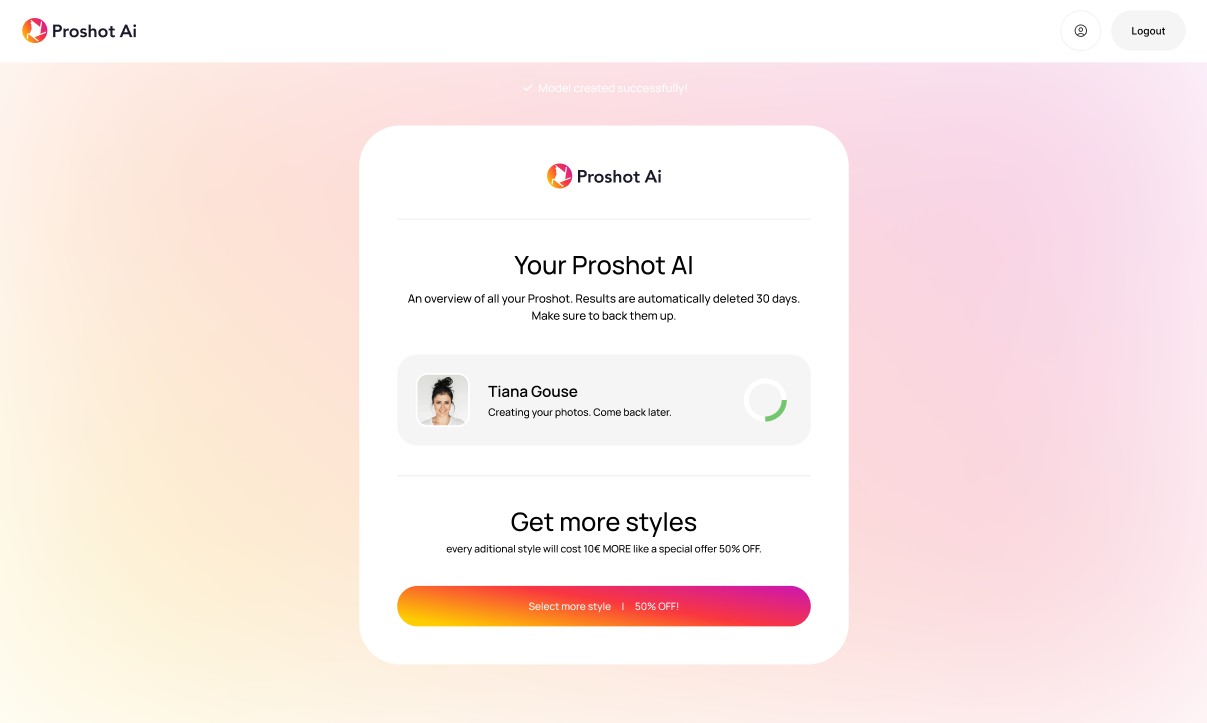 Proshot Ai
Logout
Model created successfully!
Proshot Ai
Your Proshot AI
An overview of all your Proshot. Results are automatically deleted 30 days.
Make sure to back them up.
Tiana Gouse
Creating your photos. Come back later.
Get more styles
every aditional style will cost 10€ MORE like a special offer 50% OFF.
Select more style | 50% OFF!